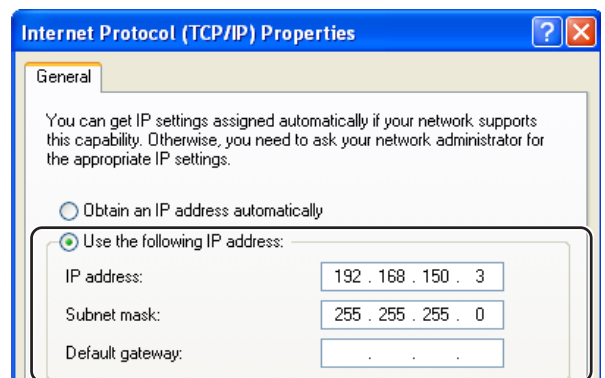 Internet Protocol (TCP/IP) Properties
General
You can get IP settings assigned automatically if your network supports
this capability. Otherwise, you need to ask your network administrator for
the appropriate IP settings.
Obtain an IP address automatically
Use the following IP address:
IP address: 192 . 168 . 150 . 3
Subnet mask: 255 . 255 . 255 . 0
Default gateway: . . .